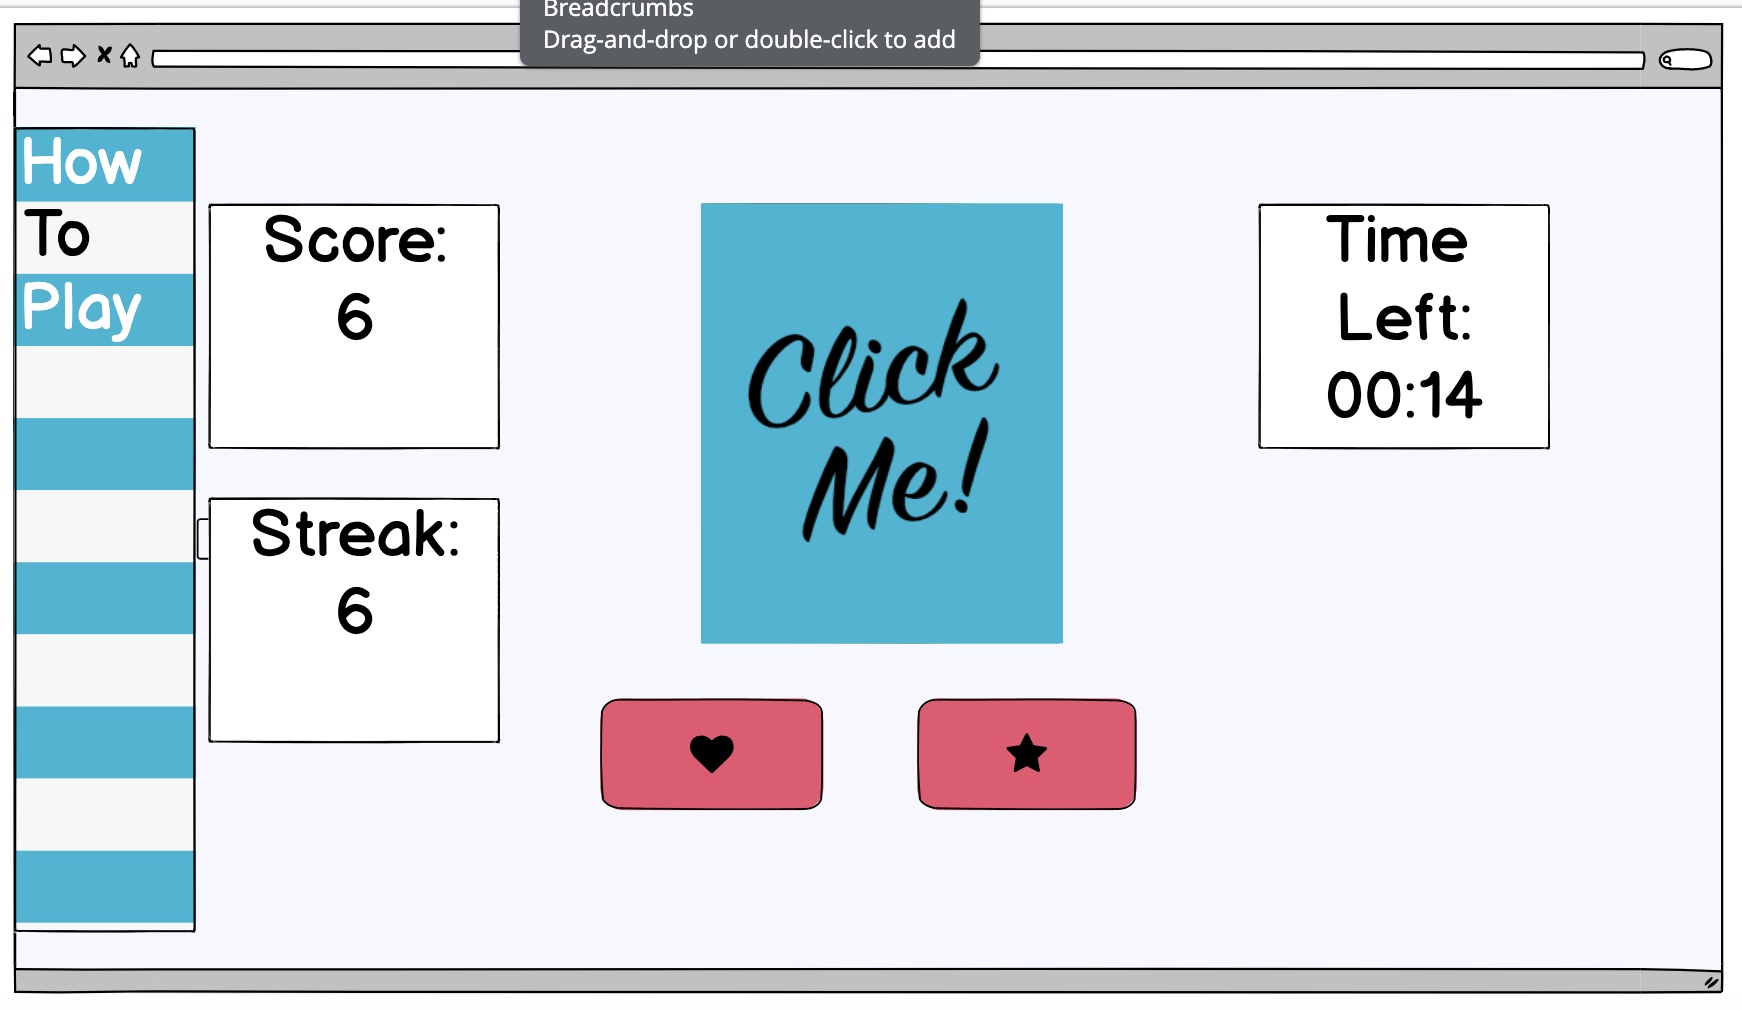 Breadcrumbs
Drag-and-drop or double-click to add
How
To
Play
Score:
6
Streak:
6
Click
Me!
Time
Left:
00:14